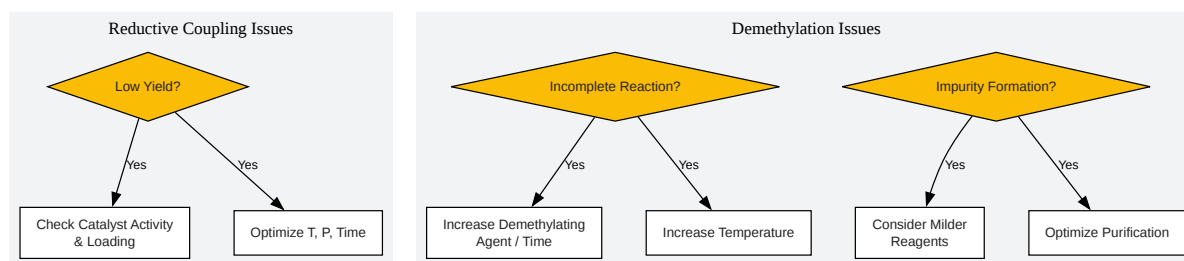 Reductive Coupling Issues
Low Yield?
Yes
Yes
Check Catalyst Activity
& Loading
Optimize T, P, Time
Demethylation Issues
Incomplete Reaction?
Impurity Formation?
Yes
Yes
Yes
Yes
Increase Demethylating
Agent / Time
Increase Temperature
Consider Milder
Reagents
Optimize Purification